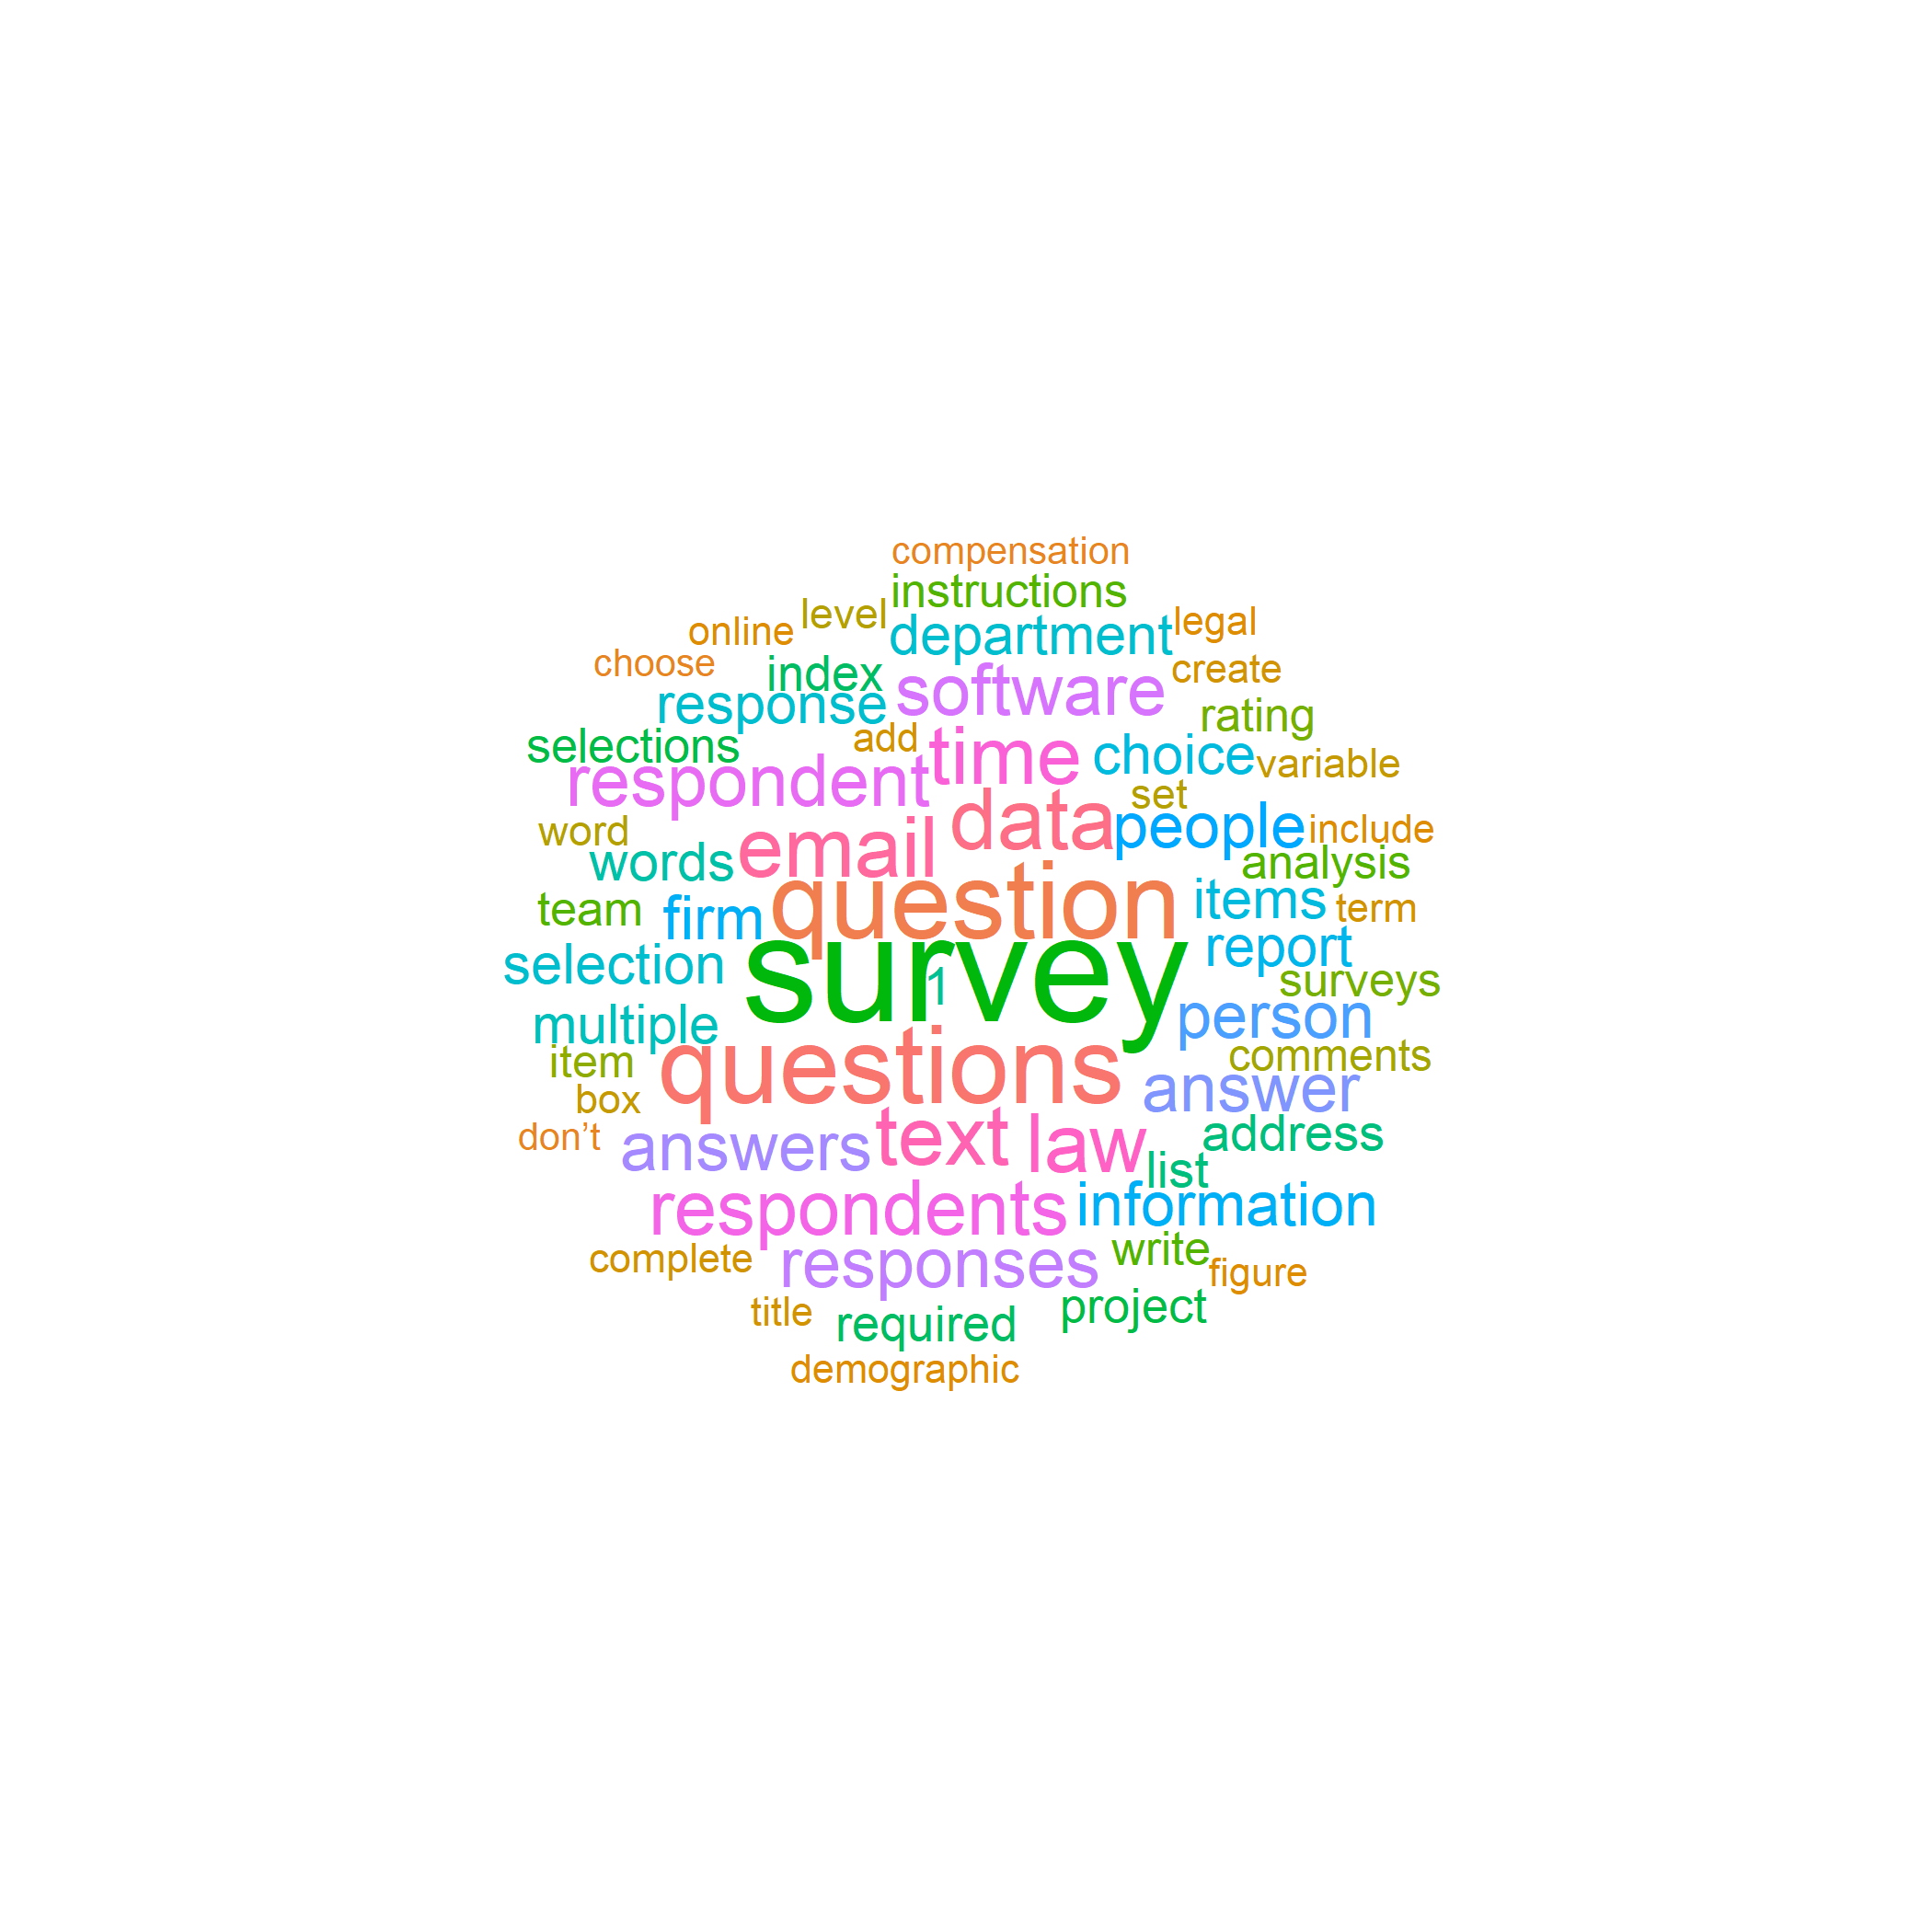 compensation
instructions
level
legal
online
department
choose
index
create
response
software
rating
selections
add
time
choice
variable
respondent
set
word
email
data
people
include
words
analysis
team
firm
question
items
term
selection
survey
1
report
surveys
multiple
person
item
questions
comments
box
answer
don’t
answers
text
law
address
list
respondents
information
complete
responses
write
figure
title
required
project
demographic